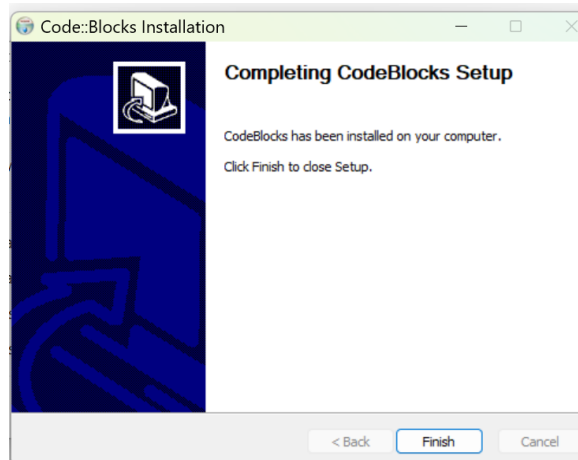 Code::Blocks Installation
Completing CodeBlocks Setup
CodeBlocks has been installed on your computer.
Click Finish to close Setup.
< Back
Finish
Cancel